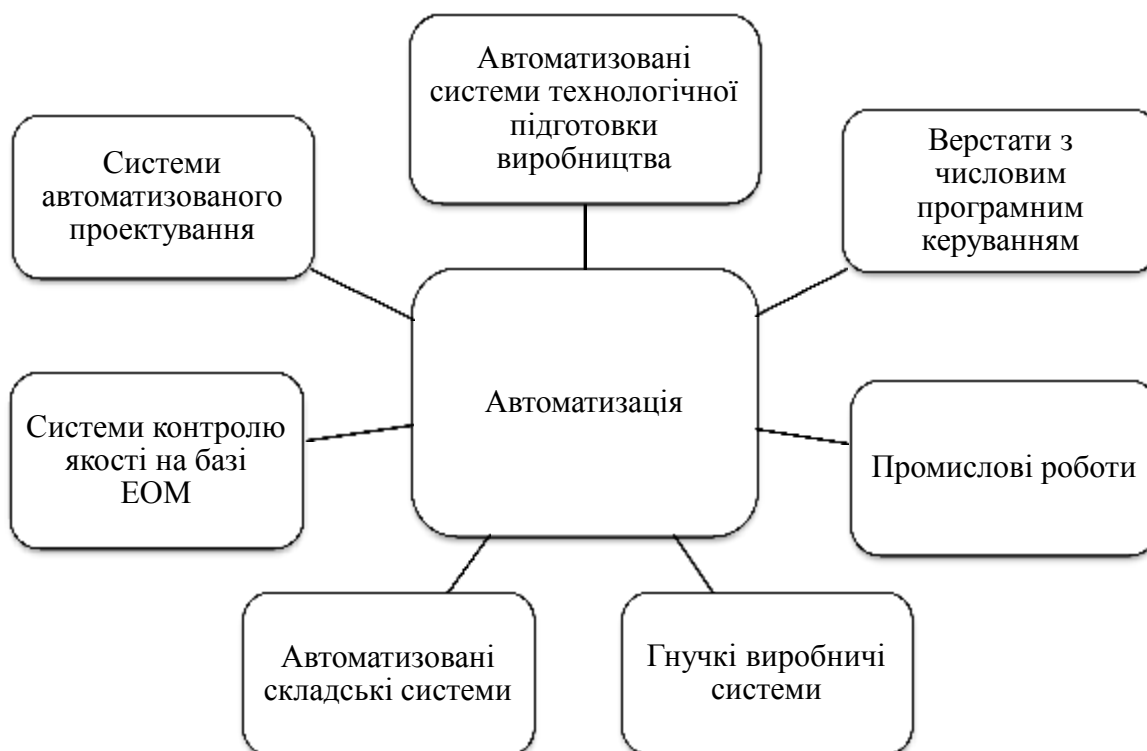 Автоматизовані
системи технологічної
підготовки
виробництва
Системи
автоматизованого
проектування
Верстати з
числовим
програмним
керуванням
Автоматизація
Системи контролю
якості на базі
ЕОМ
Промислові роботи
Автоматизовані
складські системи
Гнучкі виробничі
системи